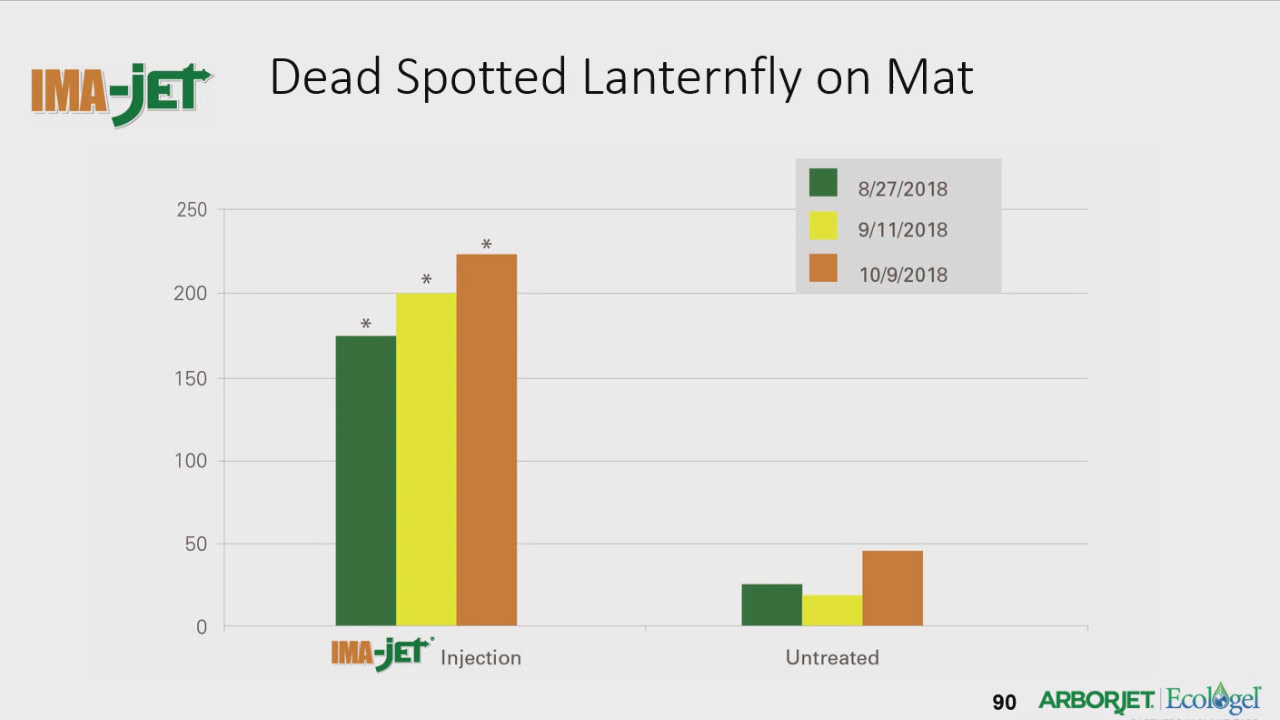 IMA-JET
Dead Spotted Lanternfly on Mat
8/27/2018
9/11/2018
10/9/2018
250
200
150
100
50
0
*
*
*
IMA-JET® Injection
Untreated
90
ARBORJET | Ecologel